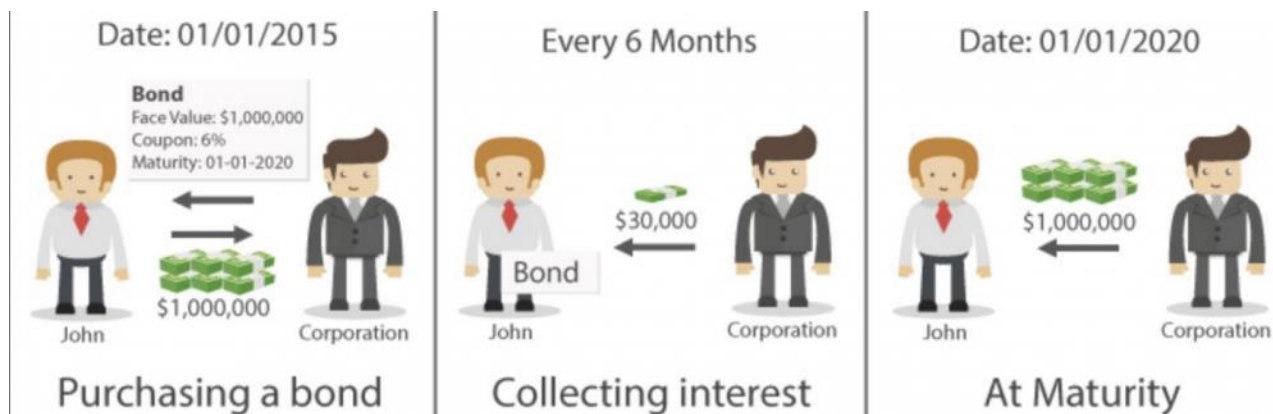 Date: 01/01/2015
Bond
Face Value: $1,000,000
Coupon: 6%
Maturity: 01-01-2020
$1,000,000
John
Corporation
Purchasing a bond
Every 6 Months
$30,000
Bond
John
Corporation
Collecting interest
Date: 01/01/2020
$1,000,000
John
Corporation
At Maturity